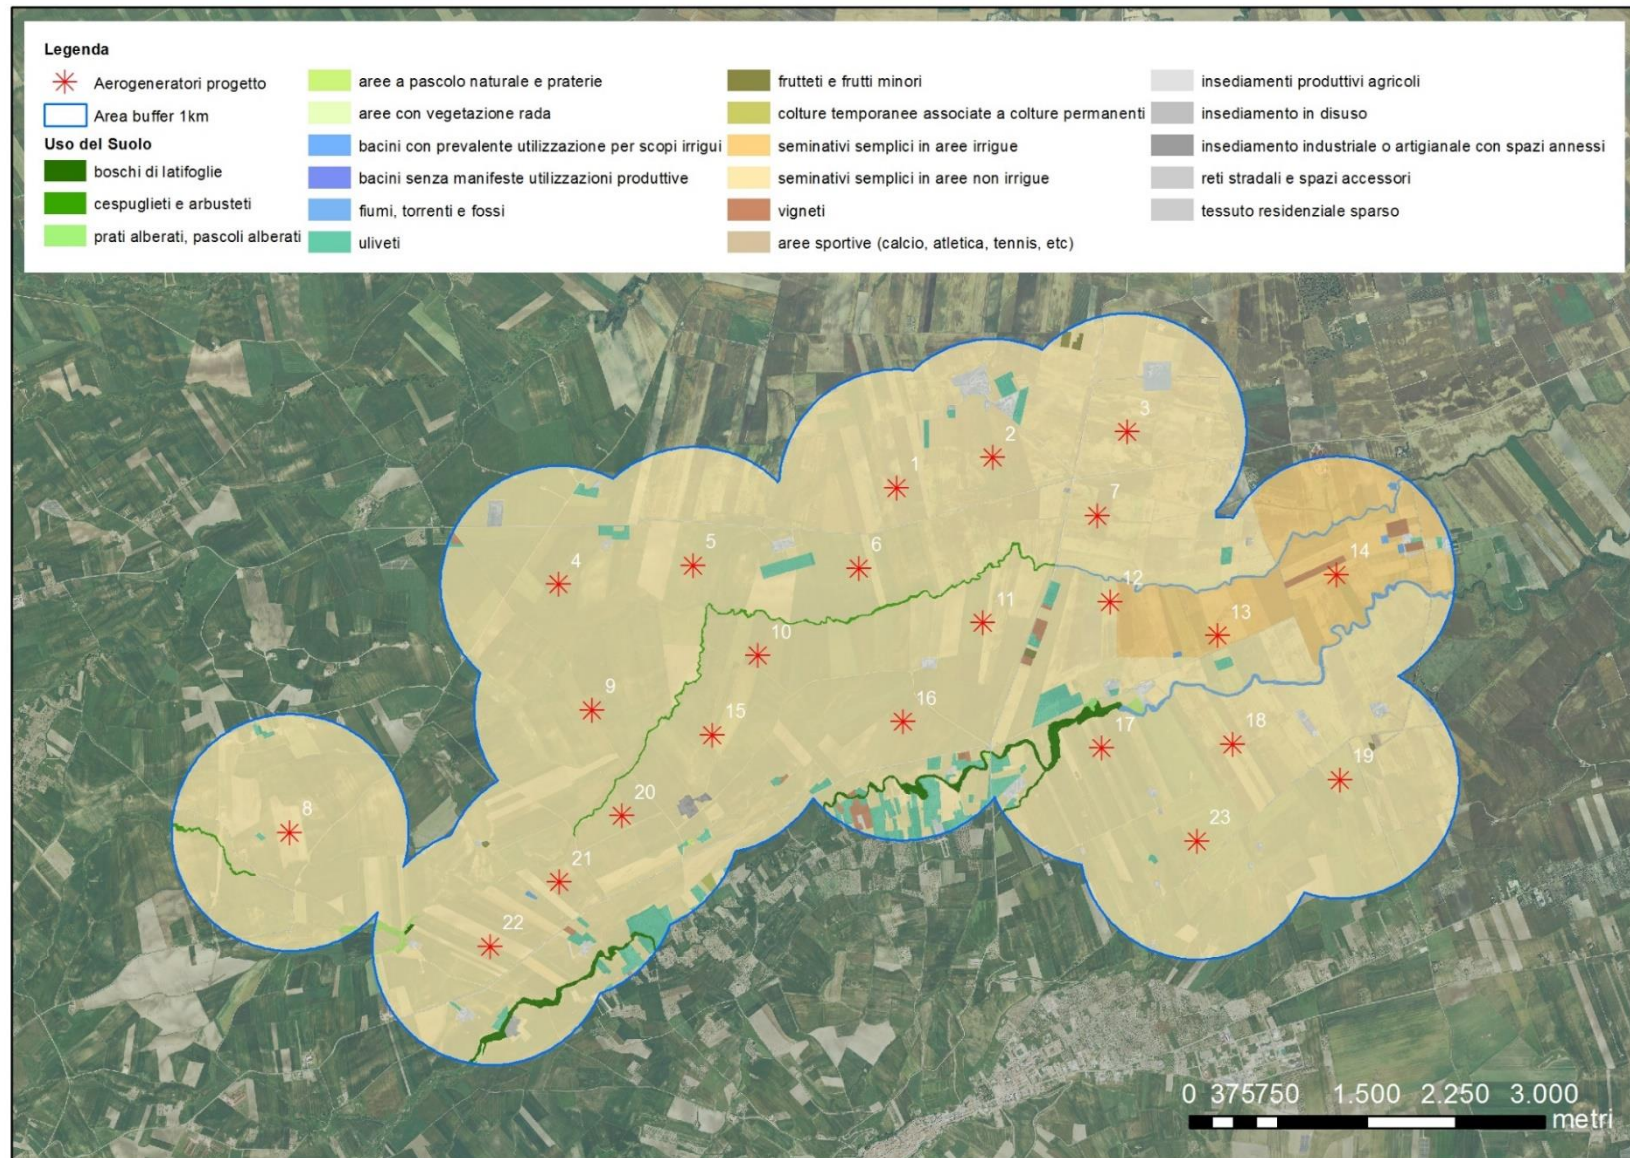 Legenda
Aerogeneratori progetto
Area buffer 1km
Uso del Suolo
boschi di latifoglie
cespuglieti e arbusteti
prati alberati, pascoli alberati
aree a pascolo naturale e praterie
aree con vegetazione rada
bacini con prevalente utilizzazione per scopi irrigui
bacini senza manifeste utilizzazioni produttive
fiumi, torrenti e fossi
uliveti
frutteti e frutti minori
colture temporanee associate a colture permanenti
seminativi semplici in aree irrigue
seminativi semplici in aree non irrigue
vigneti
aree sportive (calcio, atletica, tennis, etc)
insediamenti produttivi agricoli
insediamento in disuso
insediamento industriale o artigianale con spazi annessi
reti stradali e spazi accessori
tessuto residenziale sparso
3
2
1
7
5
6
4
14
12
11
13
10
9
16
15
17
18
19
20
8
23
21
22
0 375750 1.500 2.250 3.000
metri